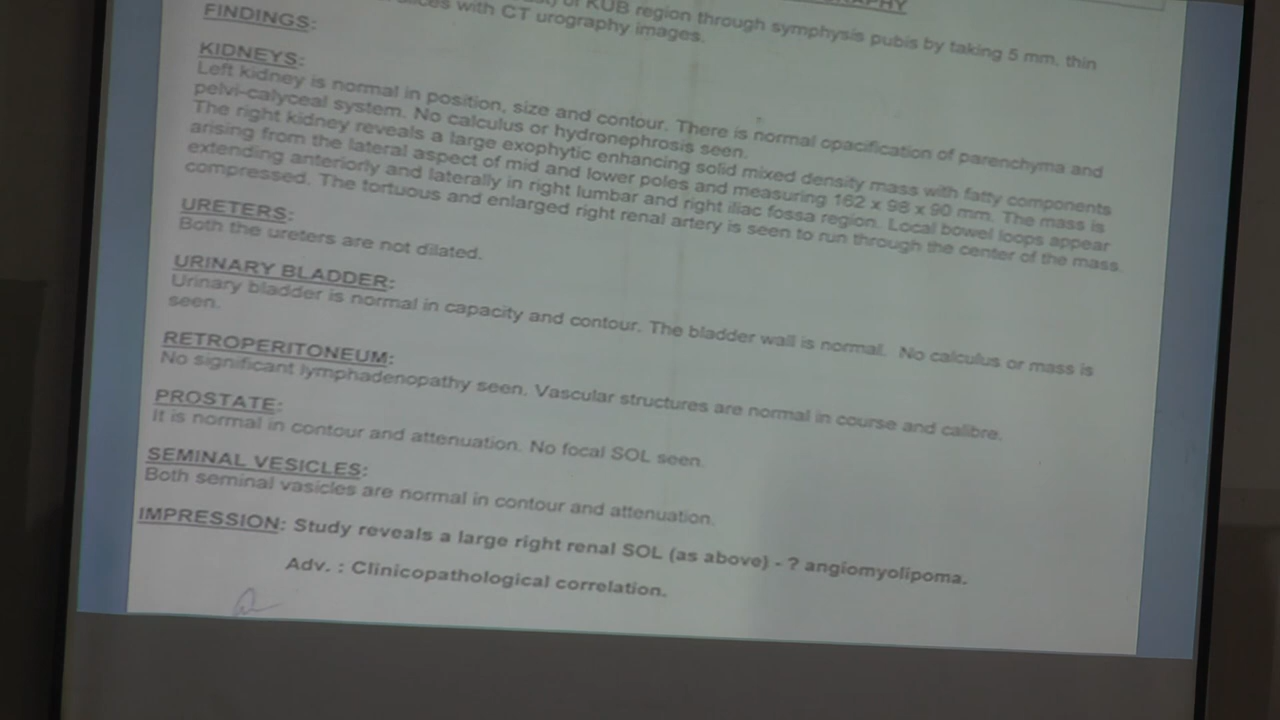 GRAPHY
of KUB region through symphysis pubis by taking 5 mm. thin
slices with CT urography images.
FINDINGS:
KIDNEYS:
Left kidney is normal in position, size and contour. There is normal opacification of parenchyma and
pelvi-calyceal system. No calculus or hydronephrosis seen.
The right kidney reveals a large exophytic enhancing solid mixed density mass with fatty components
arising from the lateral aspect of mid and lower poles and measuring 162 x 98 x 90 mm. The mass is
extending anteriorly and laterally in right lumbar and right iliac fossa region. Local bowel loops appear
compressed. The tortuous and enlarged right renal artery is seen to run through the center of the mass.
URETERS:
Both the ureters are not dilated.
URINARY BLADDER:
Urinary bladder is normal in capacity and contour. The bladder wall is normal. No calculus or mass is
seen.
RETROPERITONEUM:
No significant lymphadenopathy seen. Vascular structures are normal in course and calibre.
PROSTATE:
It is normal in contour and attenuation. No focal SOL seen.
SEMINAL VESICLES:
Both seminal vasicles are normal in contour and attenuation.
IMPRESSION: Study reveals a large right renal SOL (as above) - ? angiomyolipoma.
Adv. : Clinicopathological correlation.